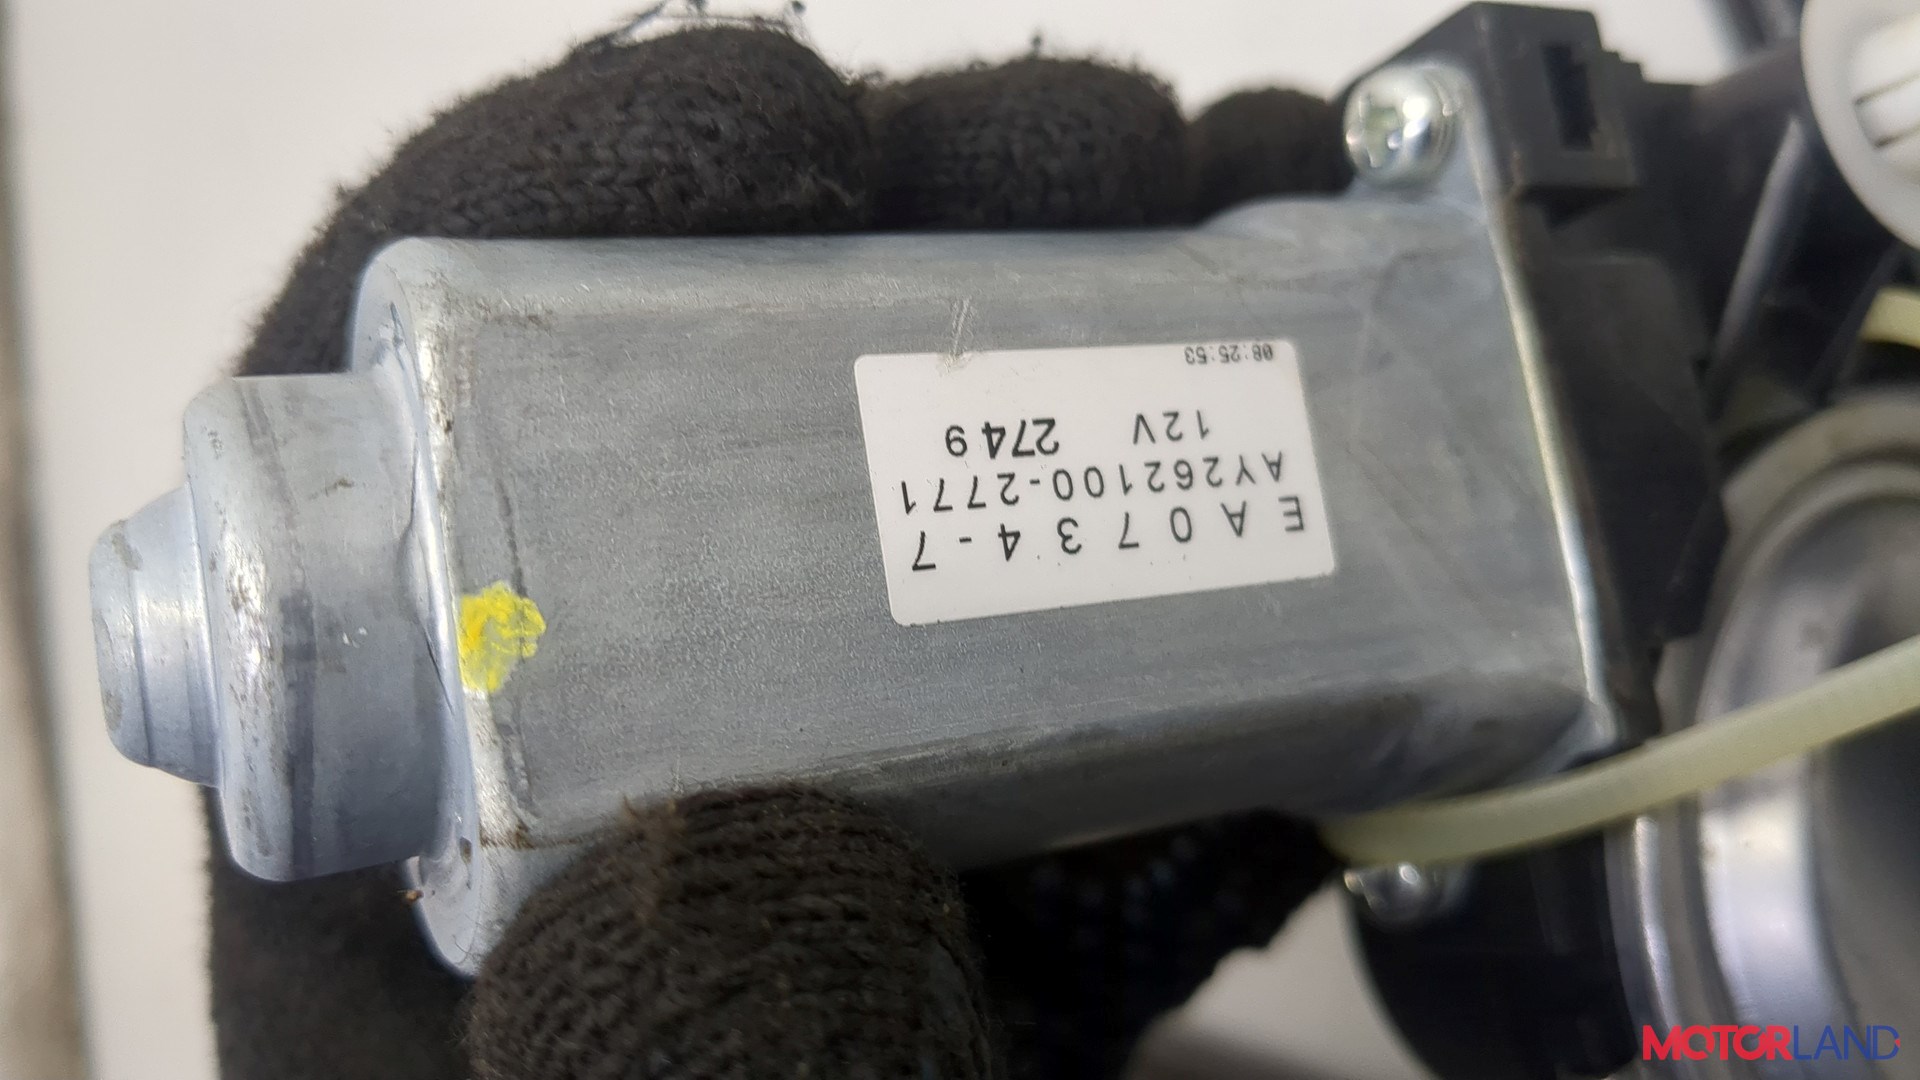 EA0734-7
AY262100-2771
12V 2749
08:25:53
MOTORLAND